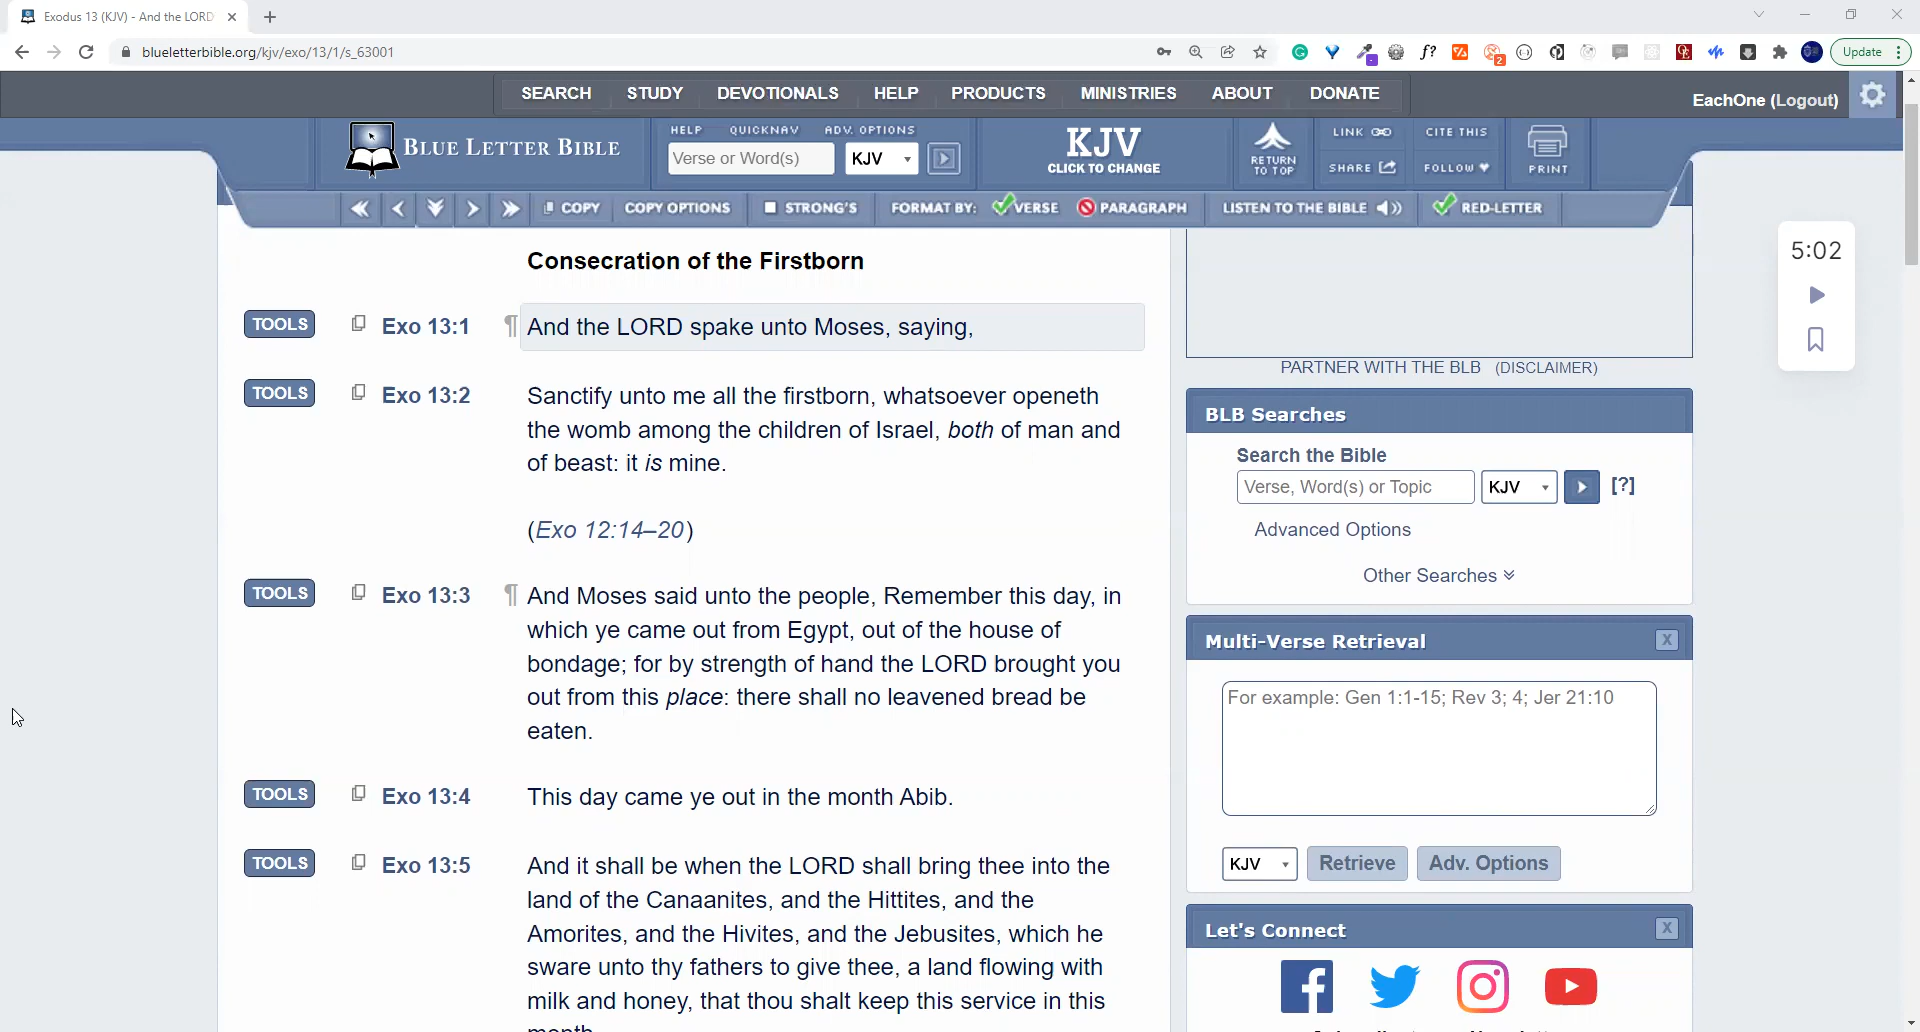 Exodus 13 (KJV) - And the LORD
blueletterbible.org/kjv/exo/13/1/s_63001
Update
SEARCH STUDY DEVOTIONALS HELP PRODUCTS MINISTRIES ABOUT DONATE
EachOne (Logout)
BLUE LETTER BIBLE
HELP QUICKNAV ADV. OPTIONS
Verse or Word(s) KJV
KJV
CLICK TO CHANGE
RETURN
TO TOP
LINK CITE THIS
SHARE FOLLOW
PRINT
COPY COPY OPTIONS STRONG'S FORMAT BY: VERSE PARAGRAPH LISTEN TO THE BIBLE RED-LETTER
5:02
Consecration of the Firstborn
TOOLS Exo 13:1 ¶ And the LORD spake unto Moses, saying,
TOOLS Exo 13:2 Sanctify unto me all the firstborn, whatsoever openeth
the womb among the children of Israel, both of man and
of beast: it is mine.
(Exo 12:14–20)
TOOLS Exo 13:3 ¶ And Moses said unto the people, Remember this day, in
which ye came out from Egypt, out of the house of
bondage; for by strength of hand the LORD brought you
out from this place: there shall no leavened bread be
eaten.
TOOLS Exo 13:4 This day came ye out in the month Abib.
TOOLS Exo 13:5 And it shall be when the LORD shall bring thee into the
land of the Canaanites, and the Hittites, and the
Amorites, and the Hivites, and the Jebusites, which he
sware unto thy fathers to give thee, a land flowing with
milk and honey, that thou shalt keep this service in this
month
PARTNER WITH THE BLB (DISCLAIMER)
BLB Searches
Search the Bible
Verse, Word(s) or Topic KJV [?]
Advanced Options
Other Searches
Multi-Verse Retrieval X
For example: Gen 1:1-15; Rev 3; 4; Jer 21:10
KJV Retrieve Adv. Options
Let's Connect X